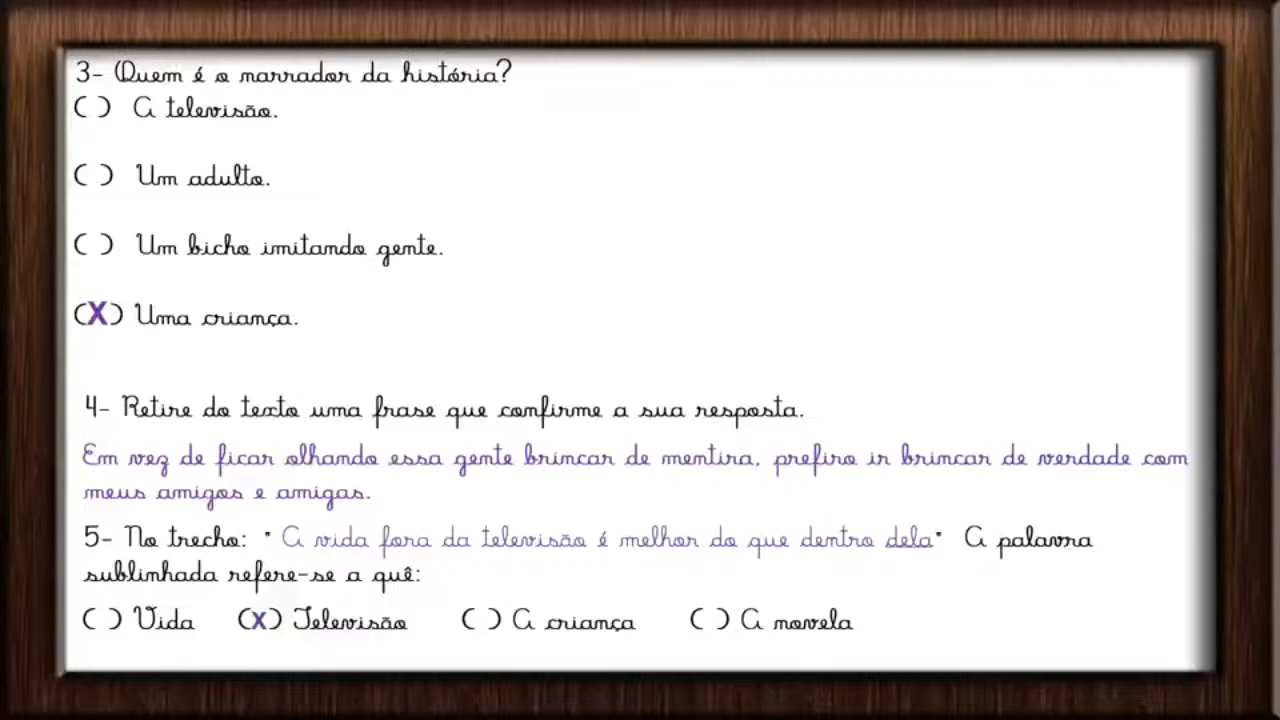 3- Quem é o narrador da história?
( ) A televisão.
( ) Um adulto.
( ) Um bicho imitando gente.
(X) Uma criança.
4- Retire do texto uma frase que confirme a sua resposta.
Em vez de ficar olhando essa gente brincar de mentira, prefiro ir brincar de verdade com
meus amigos e amigas.
5- No trecho: " A vida fora da televisão é melhor do que dentro dela" A palavra
sublinhada refere-se a quê:
( ) Vida (X) Televisão ( ) A criança ( ) A novela